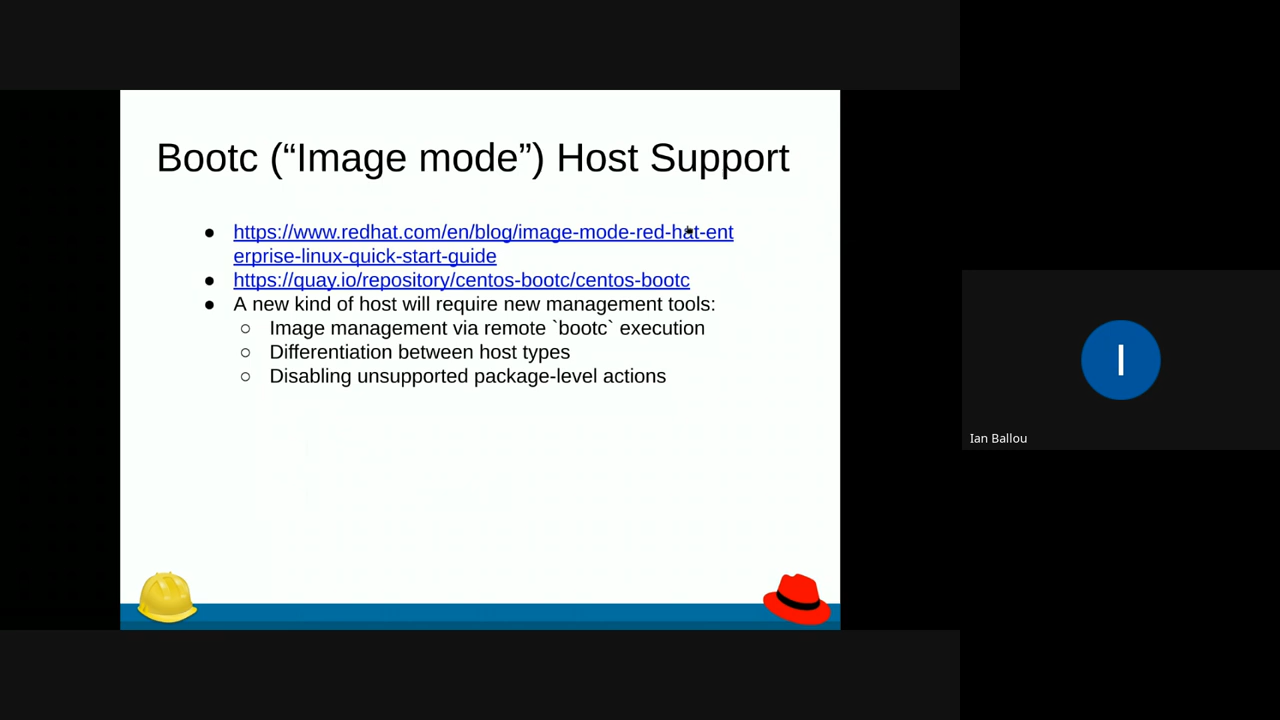 Bootc (“Image mode”) Host Support
● https://www.redhat.com/en/blog/image-mode-red-hat-ent
erprise-linux-quick-start-guide
● https://quay.io/repository/centos-bootc/centos-bootc
● A new kind of host will require new management tools:
○ Image management via remote `bootc` execution
○ Differentiation between host types
○ Disabling unsupported package-level actions
I
Ian Ballou